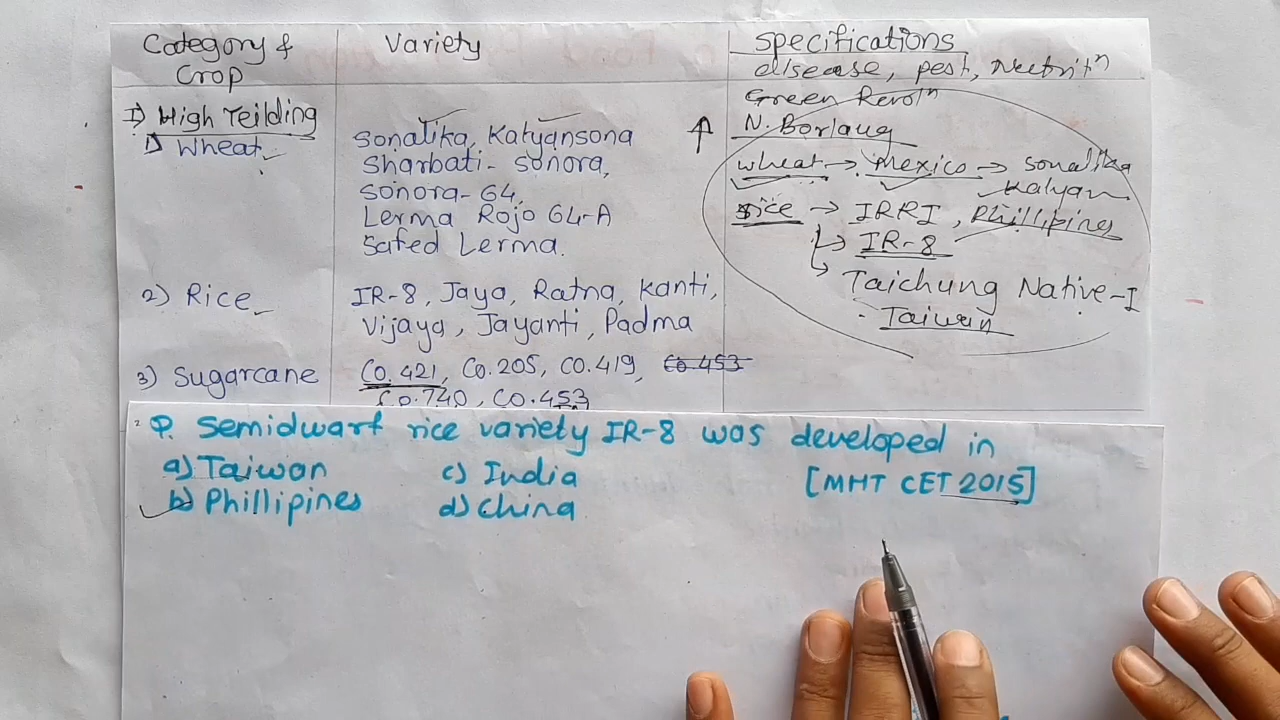 Category &
Crop
Variety
Specifications
disease, pest, Neutritⁿ
I) High Yeilding
1) Wheat
Sonalika, Kalyansona
Sharbati- Sonora,
Sonora-64,
Lerma Rojo 64-A
Safed Lerma.
Green Revolⁿ
N. Borlaug
↑
wheat → Mexico → Sonalika
Kalyan
rice → IRRI, Phillipines
↳ IR-8
↳ Taichung Native-I
Taiwan
2) Rice
IR-8, Jaya, Ratna, Kanti,
Vijaya, Jayanti, Padma
3) Sugarcane
CO.421, CO.205, CO.419, CO.453
CO.740, CO.453
Q. Semidwarf rice variety IR-8 was developed in
a) Taiwan
c) India
[MHT CET 2015]
b) Phillipines
d) China